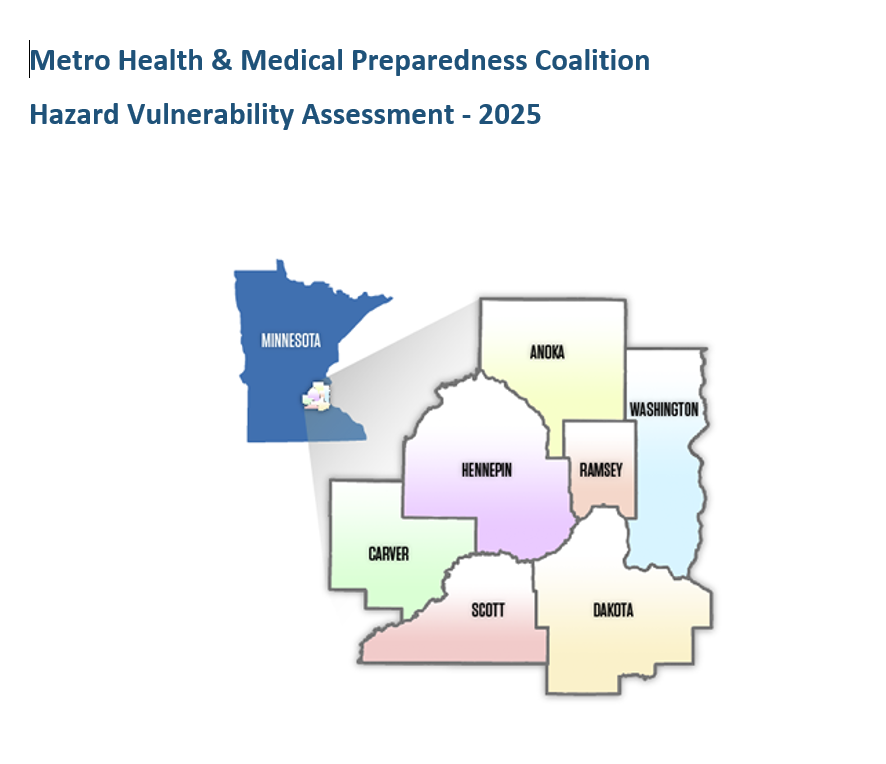 Metro Health & Medical Preparedness Coalition
Hazard Vulnerability Assessment - 2025
MINNESOTA
ANOKA
WASHINGTON
HENNEPIN
RAMSEY
CARVER
SCOTT
DAKOTA